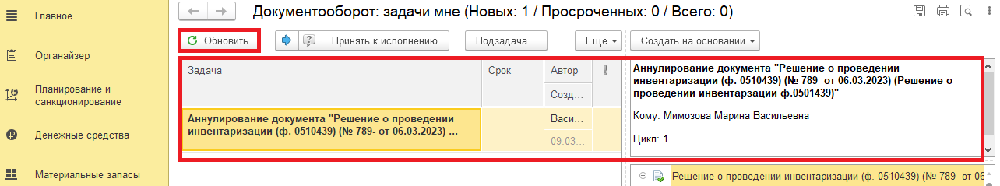 Главное
Органайзер
Планирование и
санкционирование
Денежные средства
Материальные запасы
Документооборот: задачи мне (Новых: 1 / Просроченных: 0 / Всего: 0)
Обновить
Принять к исполнению
Подзадача...
Еще
Создать на основании
Задача
Срок
Автор
Созд...
Аннулирование документа "Решение о проведении
инвентаризации (ф. 0510439) (№ 789- от 06.03.2023) ...
Васи...
09.03...
Аннулирование документа "Решение о проведении
инвентаризации (ф. 0510439) (№ 789- от 06.03.2023) (Решение о
проведении инвентарзации ф.0501439)"
Кому: Мимозова Марина Васильевна
Цикл: 1
Решение о проведении инвентаризации (ф. 0510439) (№ 789- от 06